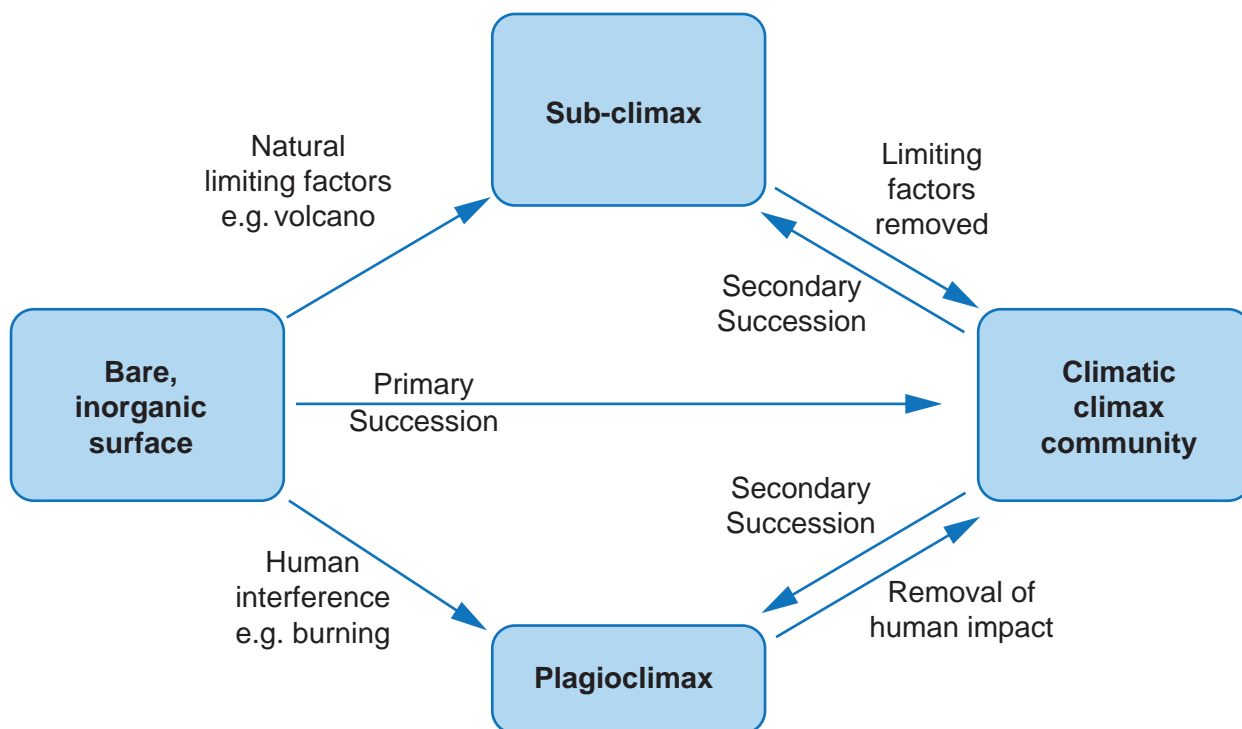 Sub-climax
Natural
limiting factors
e.g. volcano
Limiting
factors
removed
Secondary
Succession
Bare,
inorganic
surface
Primary
Succession
Climatic
climax
community
Secondary
Succession
Human
interference
e.g. burning
Removal of
human impact
Plagioclimax